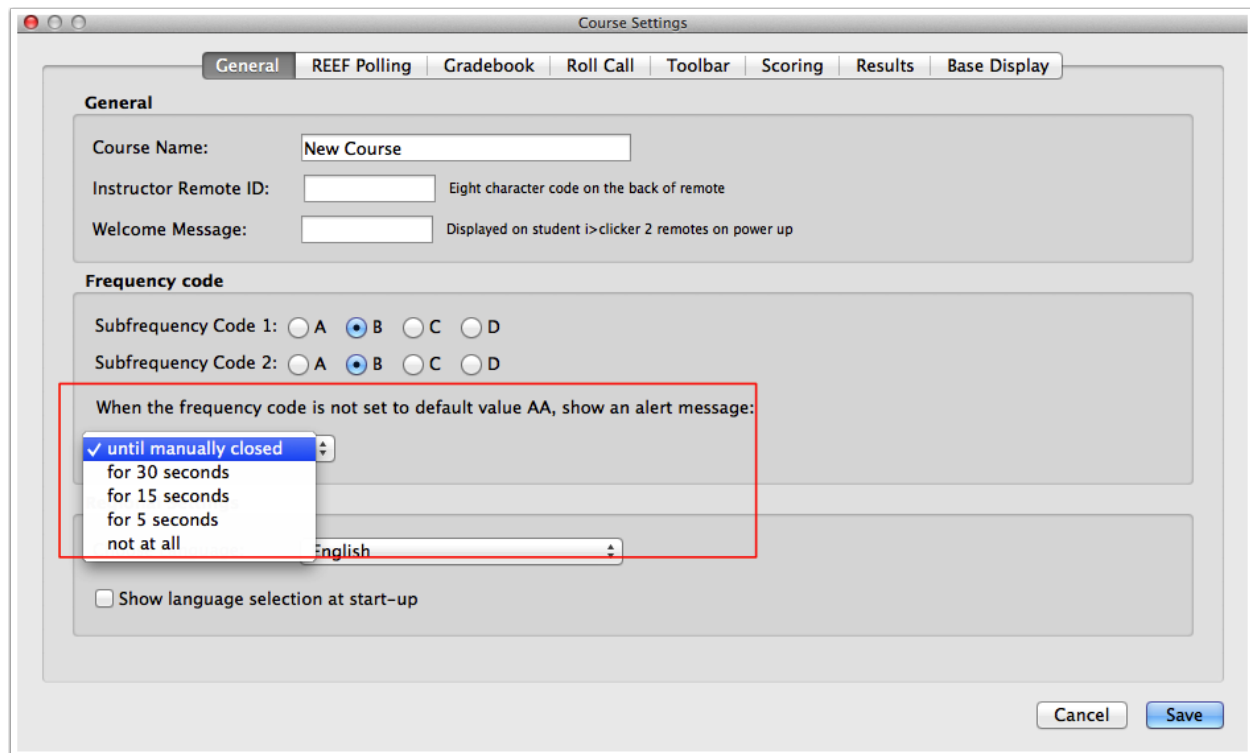 Course Settings
General REEF Polling Gradebook Roll Call Toolbar Scoring Results Base Display
General
Course Name: New Course
Instructor Remote ID: Eight character code on the back of remote
Welcome Message: Displayed on student i>clicker 2 remotes on power up
Frequency code
Subfrequency Code 1: A B C D
Subfrequency Code 2: A B C D
When the frequency code is not set to default value AA, show an alert message:
✓ until manually closed
for 30 seconds
for 15 seconds
for 5 seconds
not at all
English
Show language selection at start-up
Cancel Save